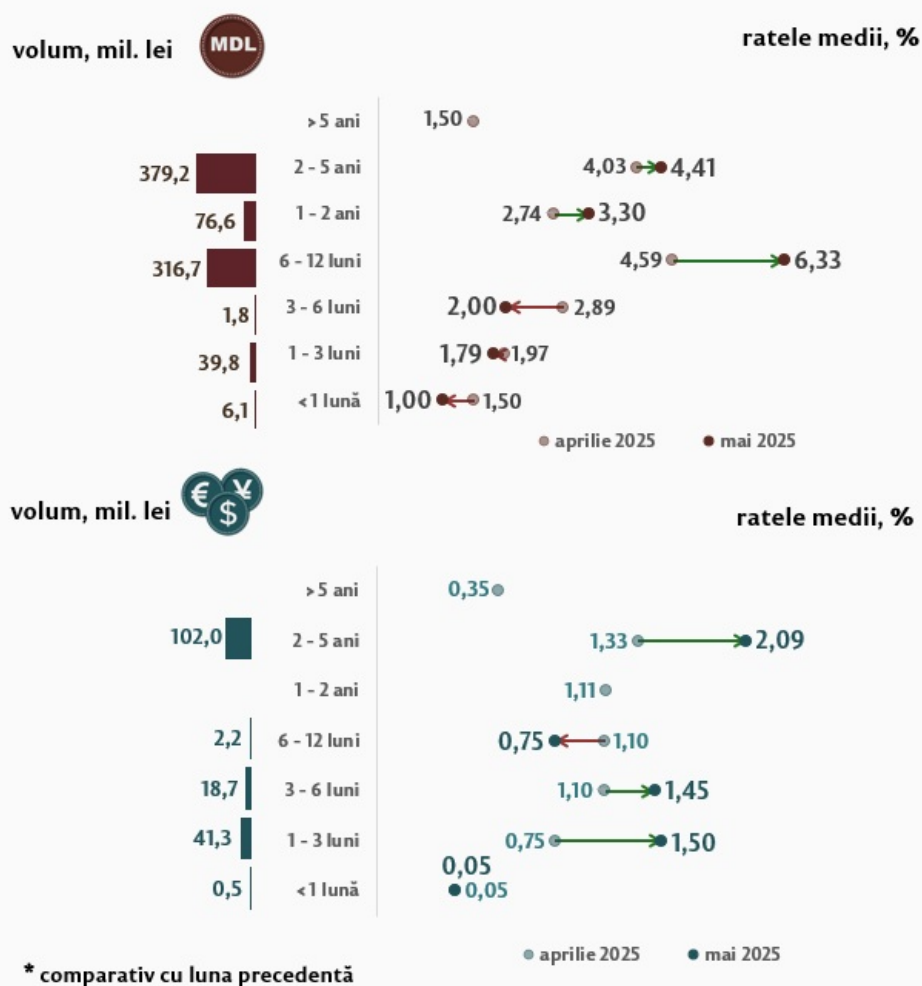 volum, mil. lei MDL ratele medii, %
> 5 ani 1,50
379,2 2 - 5 ani 4,03 4,41
76,6 1 - 2 ani 2,74 3,30
316,7 6 - 12 luni 4,59 6,33
1,8 3 - 6 luni 2,00 2,89
39,8 1 - 3 luni 1,79 1,97
6,1 < 1 lună 1,00 1,50
aprilie 2025 mai 2025
volum, mil. lei € ¥ $ ratele medii, %
> 5 ani 0,35
102,0 2 - 5 ani 1,33 2,09
1 - 2 ani 1,11
2,2 6 - 12 luni 0,75 1,10
18,7 3 - 6 luni 1,10 1,45
41,3 1 - 3 luni 0,75 1,50
0,05
0,5 < 1 lună 0,05
aprilie 2025 mai 2025
* comparativ cu luna precedentă